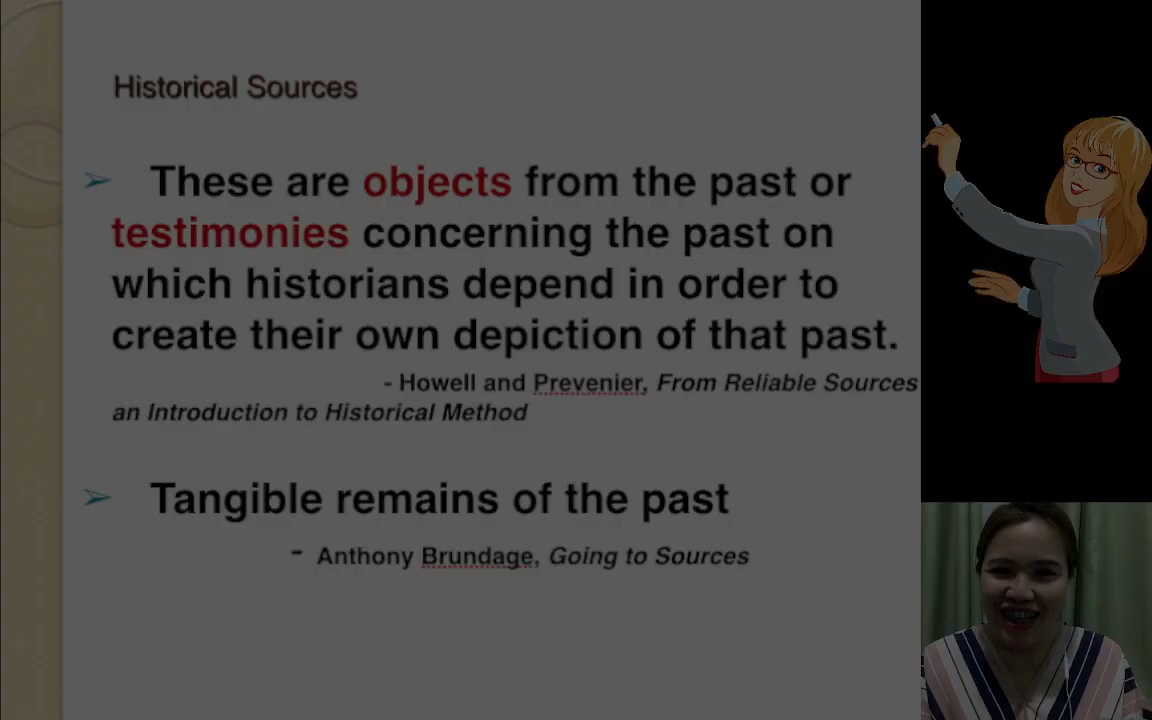 Historical Sources
➢ These are objects from the past or
testimonies concerning the past on
which historians depend in order to
create their own depiction of that past.
- Howell and Prevenier, From Reliable Sources
an Introduction to Historical Method
➢ Tangible remains of the past
- Anthony Brundage, Going to Sources